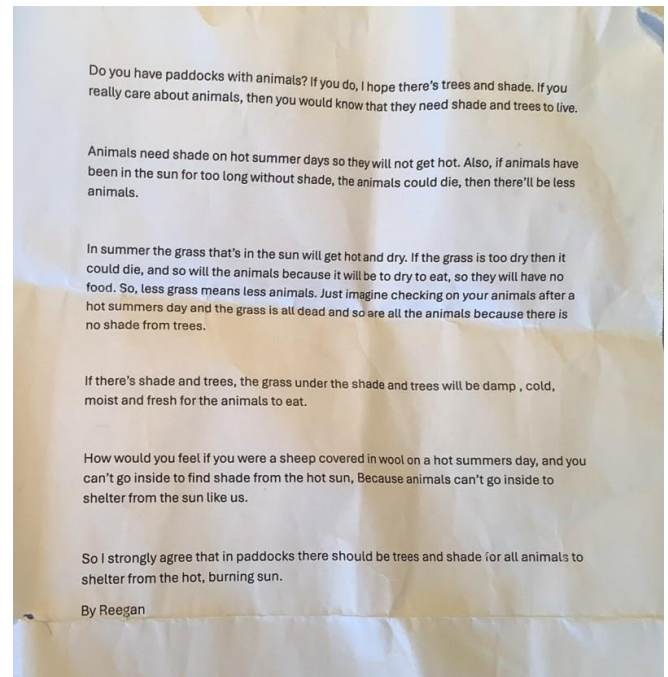 Do you have paddocks with animals? If you do, I hope there's trees and shade. If you
really care about animals, then you would know that they need shade and trees to live.
Animals need shade on hot summer days so they will not get hot. Also, if animals have
been in the sun for too long without shade, the animals could die, then there'll be less
animals.
In summer the grass that's in the sun will get hot and dry. If the grass is too dry then it
could die, and so will the animals because it will be to dry to eat, so they will have no
food. So, less grass means less animals. Just imagine checking on your animals after a
hot summers day and the grass is all dead and so are all the animals because there is
no shade from trees.
If there's shade and trees, the grass under the shade and trees will be damp , cold,
moist and fresh for the animals to eat.
How would you feel if you were a sheep covered in wool on a hot summers day, and you
can't go inside to find shade from the hot sun, Because animals can't go inside to
shelter from the sun like us.
So I strongly agree that in paddocks there should be trees and shade for all animals to
shelter from the hot, burning sun.
By Reegan